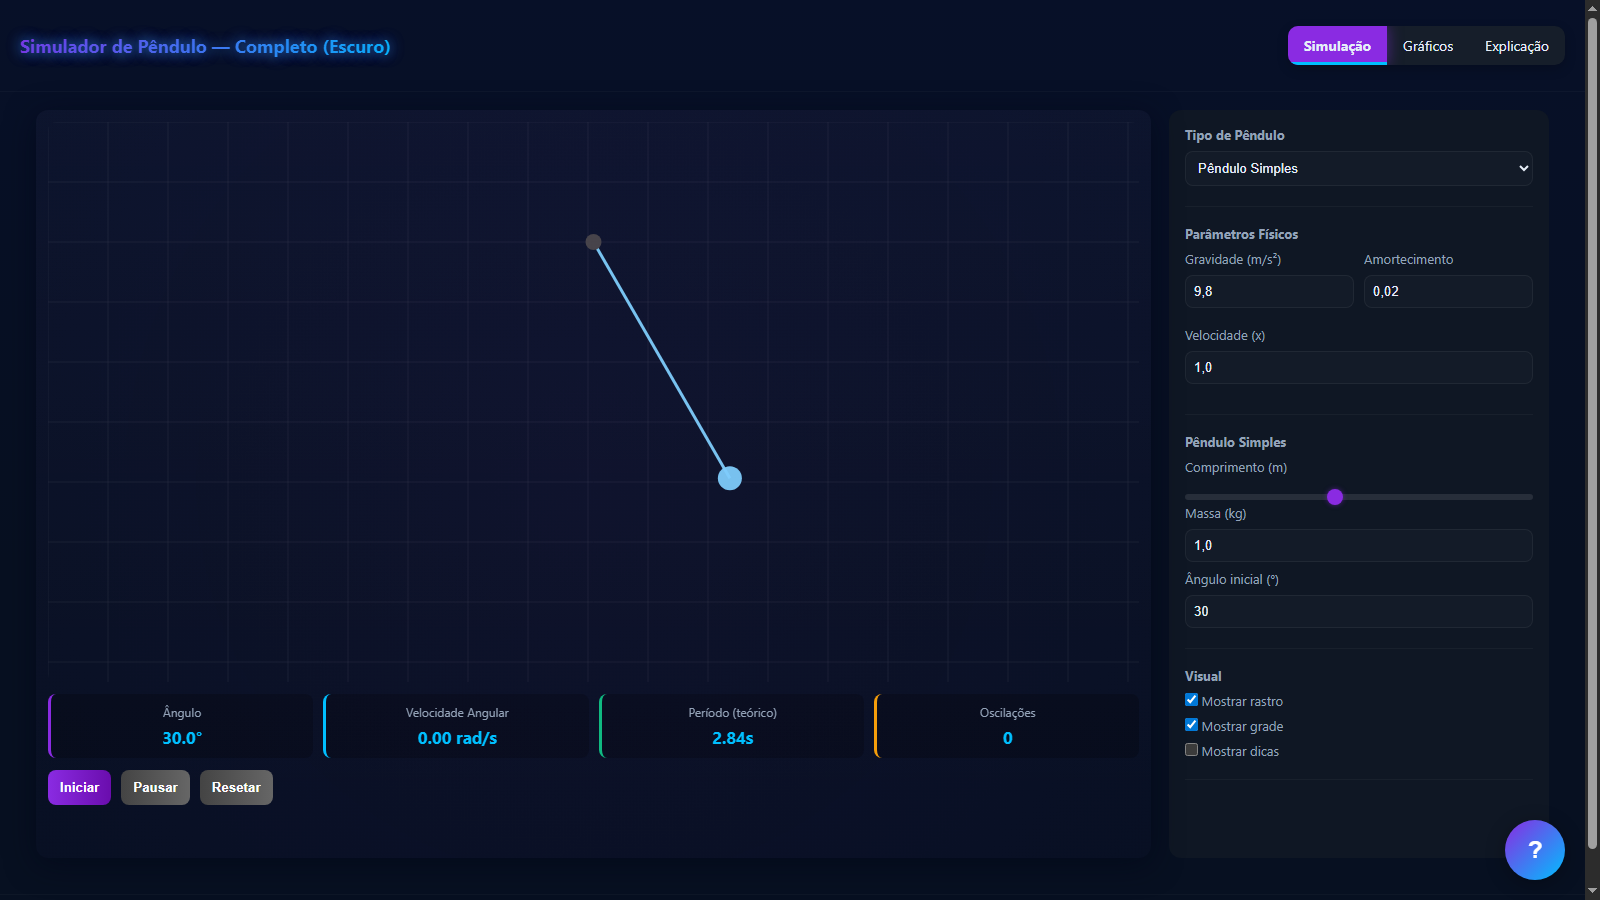 Simulador de Pêndulo — Completo (Escuro)
Simulação
Gráficos
Explicação
Tipo de Pêndulo
Pêndulo Simples
Parâmetros Físicos
Gravidade (m/s²)
Amortecimento
9,8
0,02
Velocidade (x)
1,0
Pêndulo Simples
Comprimento (m)
Massa (kg)
1,0
Ângulo inicial (°)
30
Visual
Mostrar rastro
Mostrar grade
Mostrar dicas
Ângulo
30.0°
Velocidade Angular
0.00 rad/s
Período (teórico)
2.84s
Oscilações
0
Iniciar
Pausar
Resetar
?